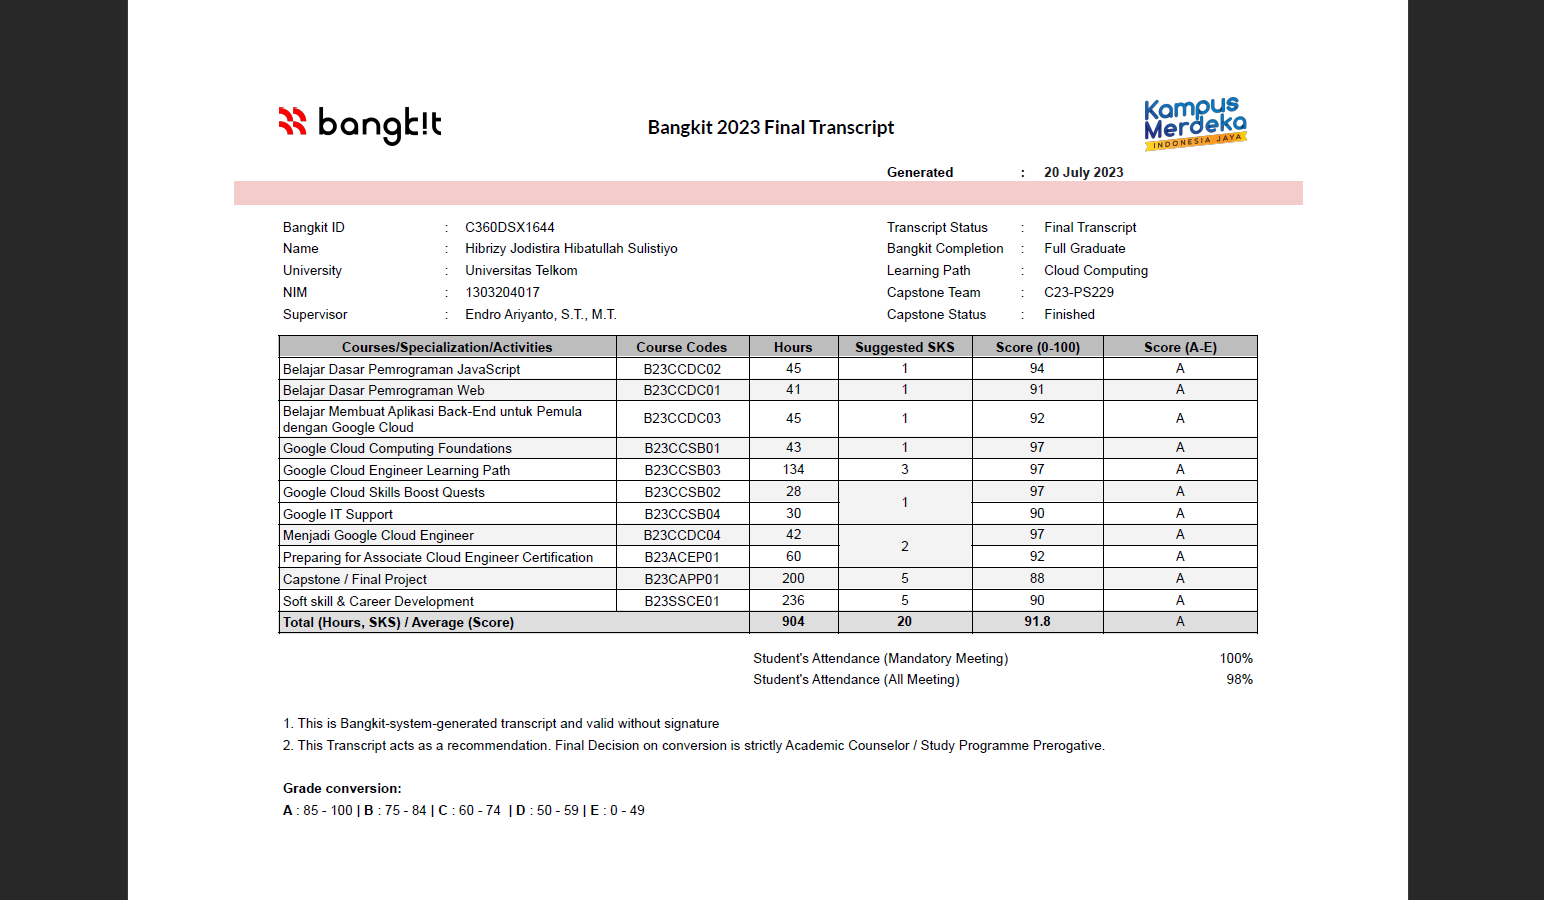 bangk!t
Bangkit 2023 Final Transcript
Kampus
Merdeka
INDONESIA JAYA
Generated : 20 July 2023
Bangkit ID : C360DSX1644 Transcript Status : Final Transcript
Name : Hibrizy Jodistira Hibatullah Sulistiyo Bangkit Completion : Full Graduate
University : Universitas Telkom Learning Path : Cloud Computing
NIM : 1303204017 Capstone Team : C23-PS229
Supervisor : Endro Ariyanto, S.T., M.T. Capstone Status : Finished
Courses/Specialization/Activities Course Codes Hours Suggested SKS Score (0-100) Score (A-E)
Belajar Dasar Pemrograman JavaScript B23CCDC02 45 1 94 A
Belajar Dasar Pemrograman Web B23CCDC01 41 1 91 A
Belajar Membuat Aplikasi Back-End untuk Pemula
dengan Google Cloud B23CCDC03 45 1 92 A
Google Cloud Computing Foundations B23CCSB01 43 1 97 A
Google Cloud Engineer Learning Path B23CCSB03 134 3 97 A
Google Cloud Skills Boost Quests B23CCSB02 28 1 97 A
Google IT Support B23CCSB04 30 90 A
Menjadi Google Cloud Engineer B23CCDC04 42 2 97 A
Preparing for Associate Cloud Engineer Certification B23ACEP01 60 92 A
Capstone / Final Project B23CAPP01 200 5 88 A
Soft skill & Career Development B23SSCE01 236 5 90 A
Total (Hours, SKS) / Average (Score) 904 20 91.8 A
Student's Attendance (Mandatory Meeting) 100%
Student's Attendance (All Meeting) 98%
1. This is Bangkit-system-generated transcript and valid without signature
2. This Transcript acts as a recommendation. Final Decision on conversion is strictly Academic Counselor / Study Programme Prerogative.
Grade conversion:
A : 85 - 100 | B : 75 - 84 | C : 60 - 74 | D : 50 - 59 | E : 0 - 49